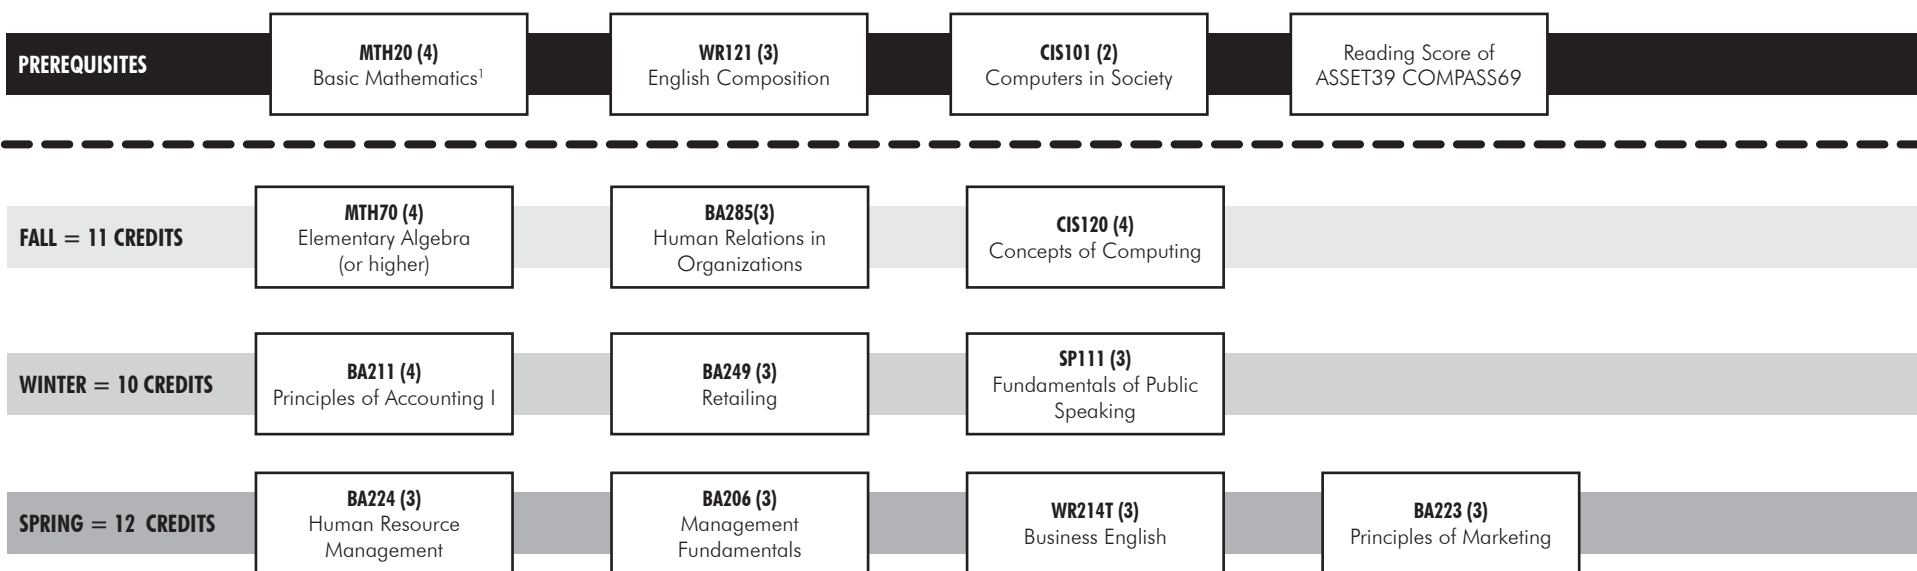 PREREQUISITES
MTH20 (4)
Basic Mathematics¹
WR121 (3)
English Composition
CIS101 (2)
Computers in Society
Reading Score of
ASSET39 COMPASS69
FALL = 11 CREDITS
MTH70 (4)
Elementary Algebra
(or higher)
BA285(3)
Human Relations in
Organizations
CIS120 (4)
Concepts of Computing
WINTER = 10 CREDITS
BA211 (4)
Principles of Accounting I
BA249 (3)
Retailing
SP111 (3)
Fundamentals of Public
Speaking
SPRING = 12 CREDITS
BA224 (3)
Human Resource
Management
BA206 (3)
Management
Fundamentals
WR214T (3)
Business English
BA223 (3)
Principles of Marketing